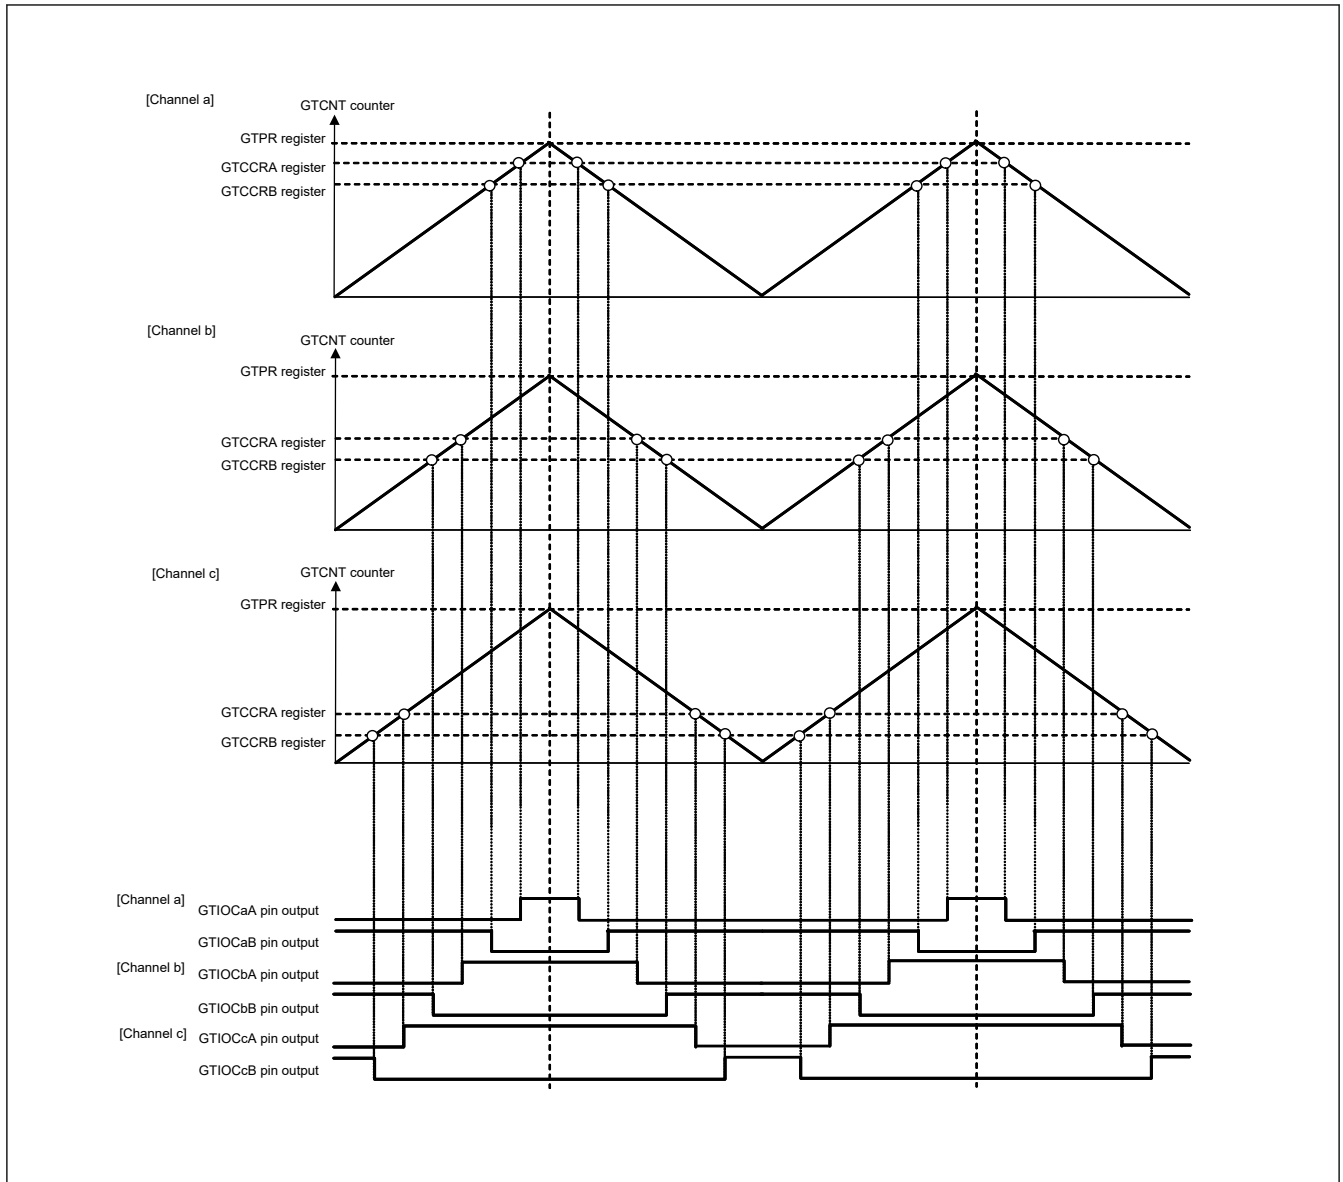 [Channel a]
GTCNT counter
GTPR register
GTCCRA register
GTCCRB register
[Channel b]
GTCNT counter
GTPR register
GTCCRA register
GTCCRB register
[Channel c]
GTCNT counter
GTPR register
GTCCRA register
GTCCRB register
[Channel a]
GTIOCaA pin output
GTIOCaB pin output
[Channel b]
GTIOCbA pin output
GTIOCbB pin output
[Channel c]
GTIOCcA pin output
GTIOCcB pin output